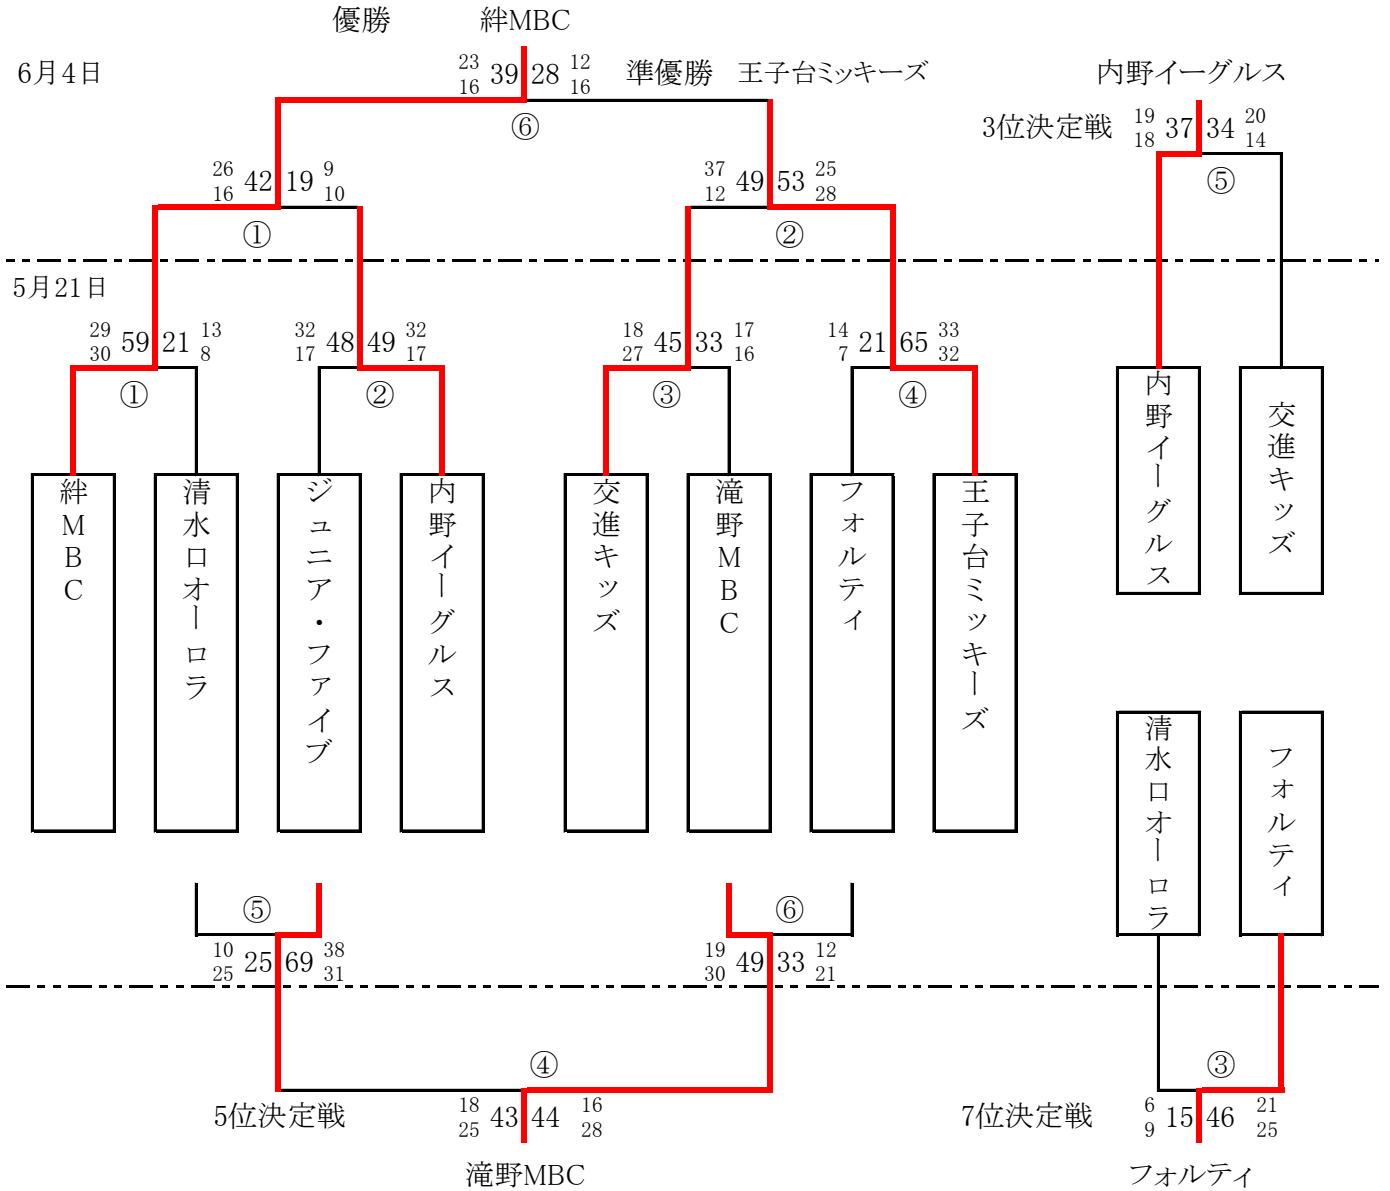 優勝 絆MBC
6月4日
23 39 28 12
16 16
準優勝 王子台ミッキーズ
内野イーグルス
⑥
3位決定戦
19 37 34 20
18 14
⑤
26 42 19 9
16 10
①
37 49 53 25
12 28
②
5月21日
29 59 21 13
30 8
①
32 48 49 32
17 17
②
18 45 33 17
27 16
③
14 21 65 33
7 32
④
絆MBC
清水口オーロラ
ジュニア・ファイブ
内野イーグルス
交進キッズ
滝野MBC
フォルティ
王子台ミッキーズ
内野イーグルス
交進キッズ
清水口オーロラ
フォルティ
⑤
10 25 69 38
25 31
⑥
19 49 33 12
30 21
④
5位決定戦
18 43 44 16
25 28
滝野MBC
③
7位決定戦
6 15 46 21
9 25
フォルティ